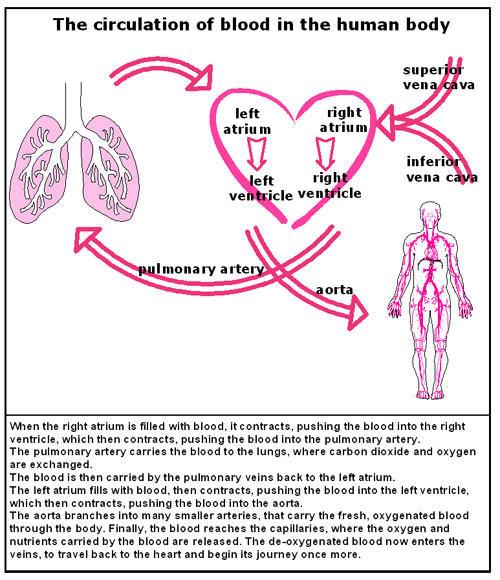 The circulation of blood in the human body
superior
vena cava
left
atrium
right
atrium
inferior
vena cava
left
ventricle
right
ventricle
pulmonary artery
aorta
When the right atrium is filled with blood, it contracts, pushing the blood into the right
ventricle, which then contracts, pushing the blood into the pulmonary artery.
The pulmonary artery carries the blood to the lungs, where carbon dioxide and oxygen
are exchanged.
The blood is then carried by the pulmonary veins back to the left atrium.
The left atrium fills with blood, then contracts, pushing the blood into the left ventricle,
which then contracts, pushing the blood into the aorta.
The aorta branches into many smaller arteries, that carry the fresh, oxygenated blood
through the body. Finally, the blood reaches the capillaries, where the oxygen and
nutrients carried by the blood are released. The de-oxygenated blood now enters the
veins, to travel back to the heart and begin its journey once more.